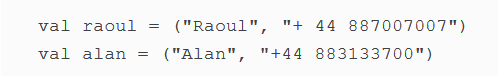 val raoul = ("Raoul", "+ 44 887007007")
val alan = ("Alan", "+44 883133700")